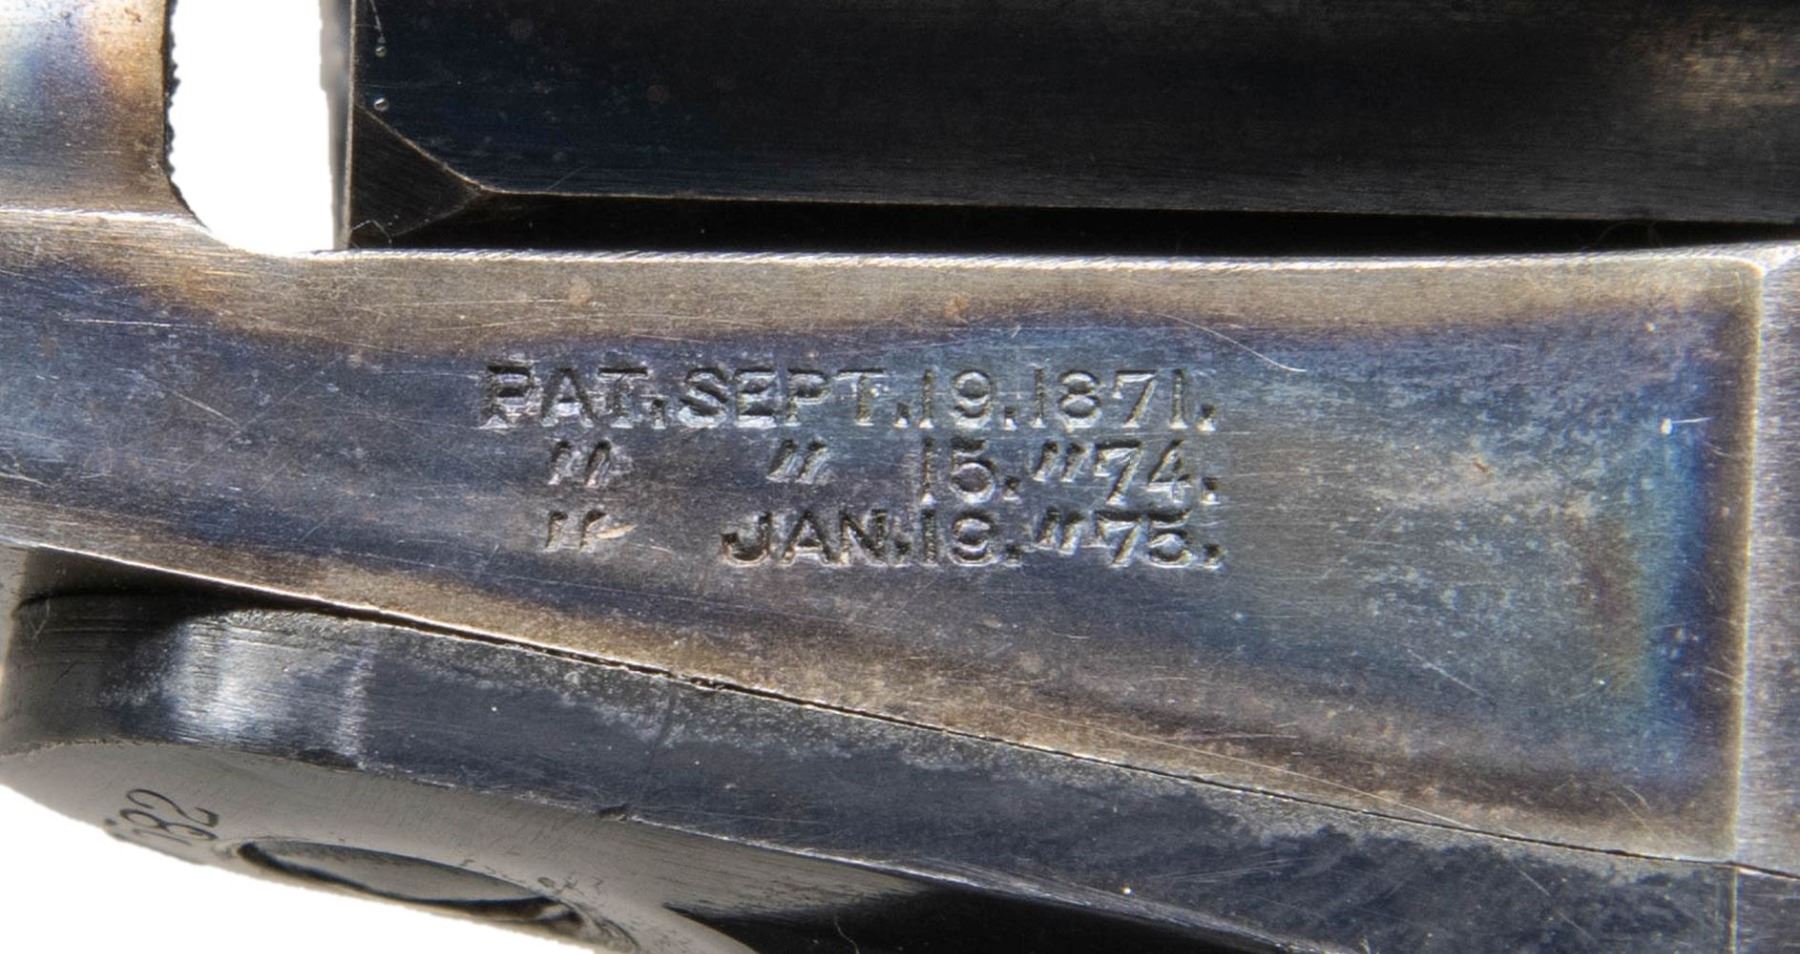 PAT. SEPT. 19. 1871.
" " 15. " 74.
" JAN. 19. " 75.